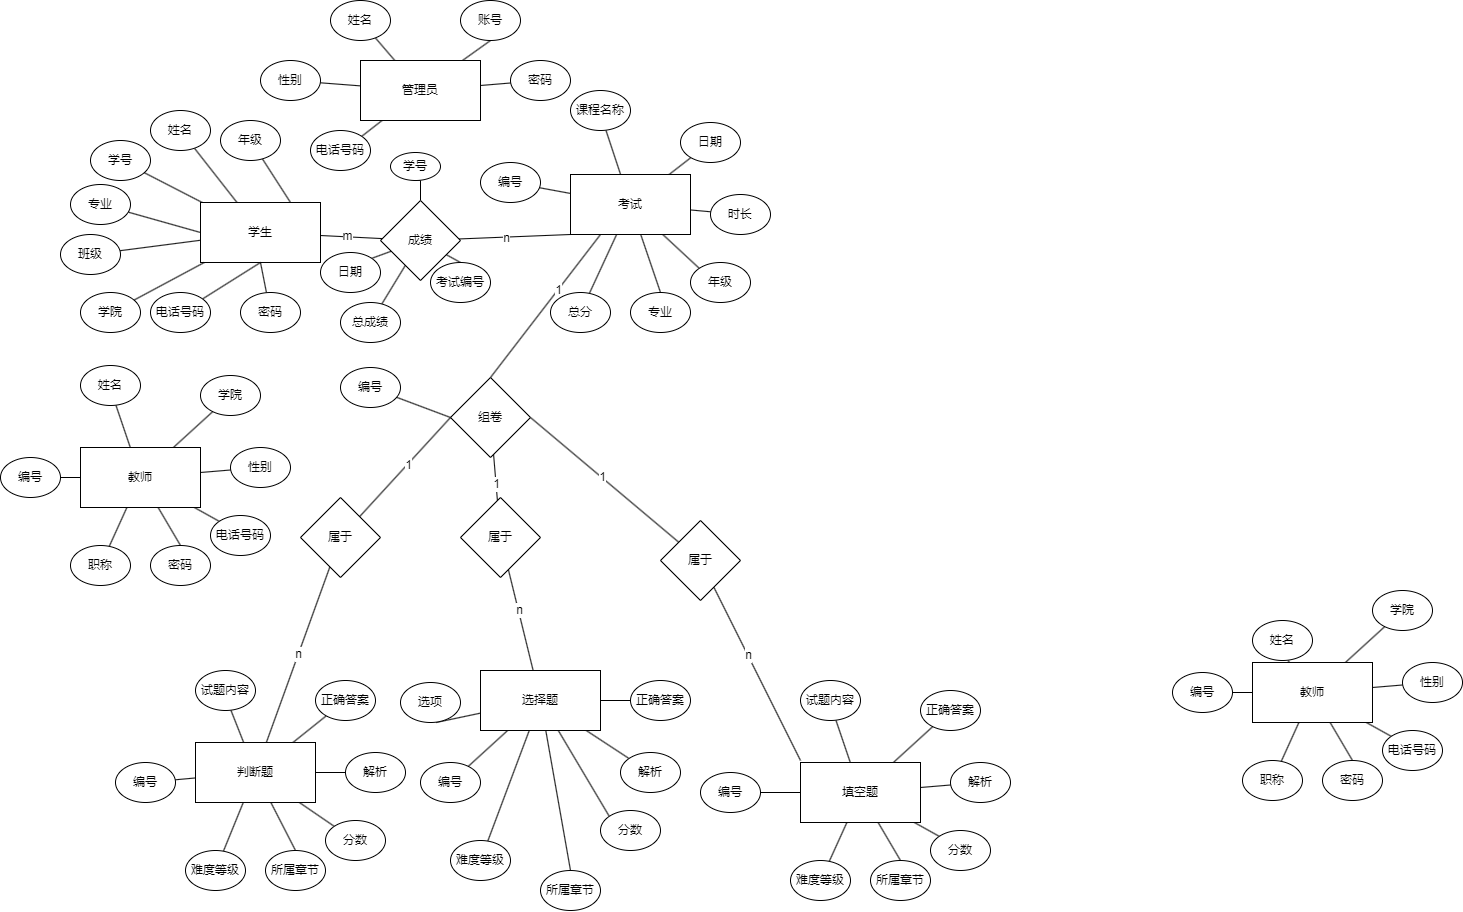 姓名
账号
性别
管理员
密码
电话号码
课程名称
日期
编号
考试
时长
年级
专业
总分
姓名
年级
学号
专业
学生
班级
学院
电话号码
密码
m
学号
成绩
n
日期
考试编号
总成绩
1
姓名
学院
编号
教师
性别
电话号码
职称
密码
编号
组卷
1
1
1
属于
属于
属于
n
n
n
试题内容
正确答案
编号
判断题
解析
分数
难度等级
所属章节
选项
选择题
正确答案
编号
解析
分数
难度等级
所属章节
试题内容
正确答案
编号
填空题
解析
分数
难度等级
所属章节
学院
姓名
编号
教师
性别
电话号码
职称
密码